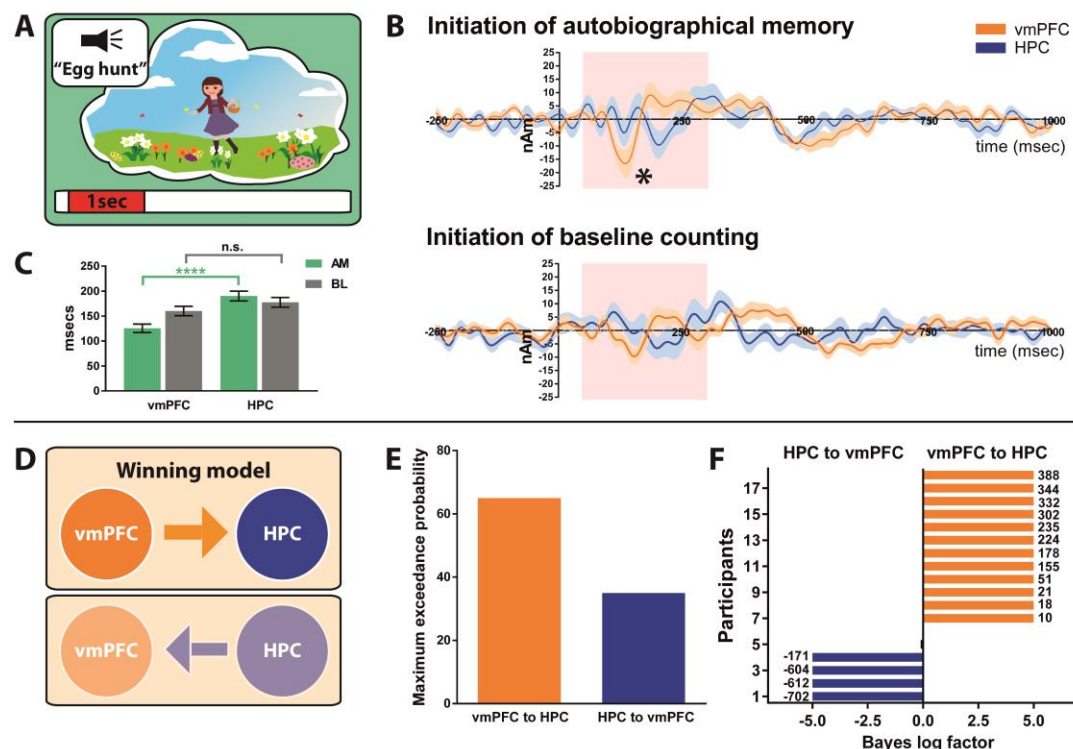 A
"Egg hunt"
1sec
B
Initiation of autobiographical memory
vmPFC
HPC
25
20
15
10
5
0
-5
-10
-15
-20
-25
nAm
-250
250
500
750
1000
time (msec)
*
Initiation of baseline counting
25
20
15
10
5
0
-5
-10
-15
-20
-25
nAm
-250
250
500
750
1000
time (msec)
C
n.s.
****
AM
BL
250
200
150
100
50
0
msecs
vmPFC
HPC
D
Winning model
vmPFC
HPC
vmPFC
HPC
E
80
60
40
20
0
Maximum exceedance probability
vmPFC to HPC
HPC to vmPFC
F
HPC to vmPFC
vmPFC to HPC
Participants
17
15
13
11
9
7
5
3
1
388
344
332
302
235
224
178
155
51
21
18
10
-171
-604
-612
-702
-5.0
-2.5
0.0
2.5
5.0
Bayes log factor